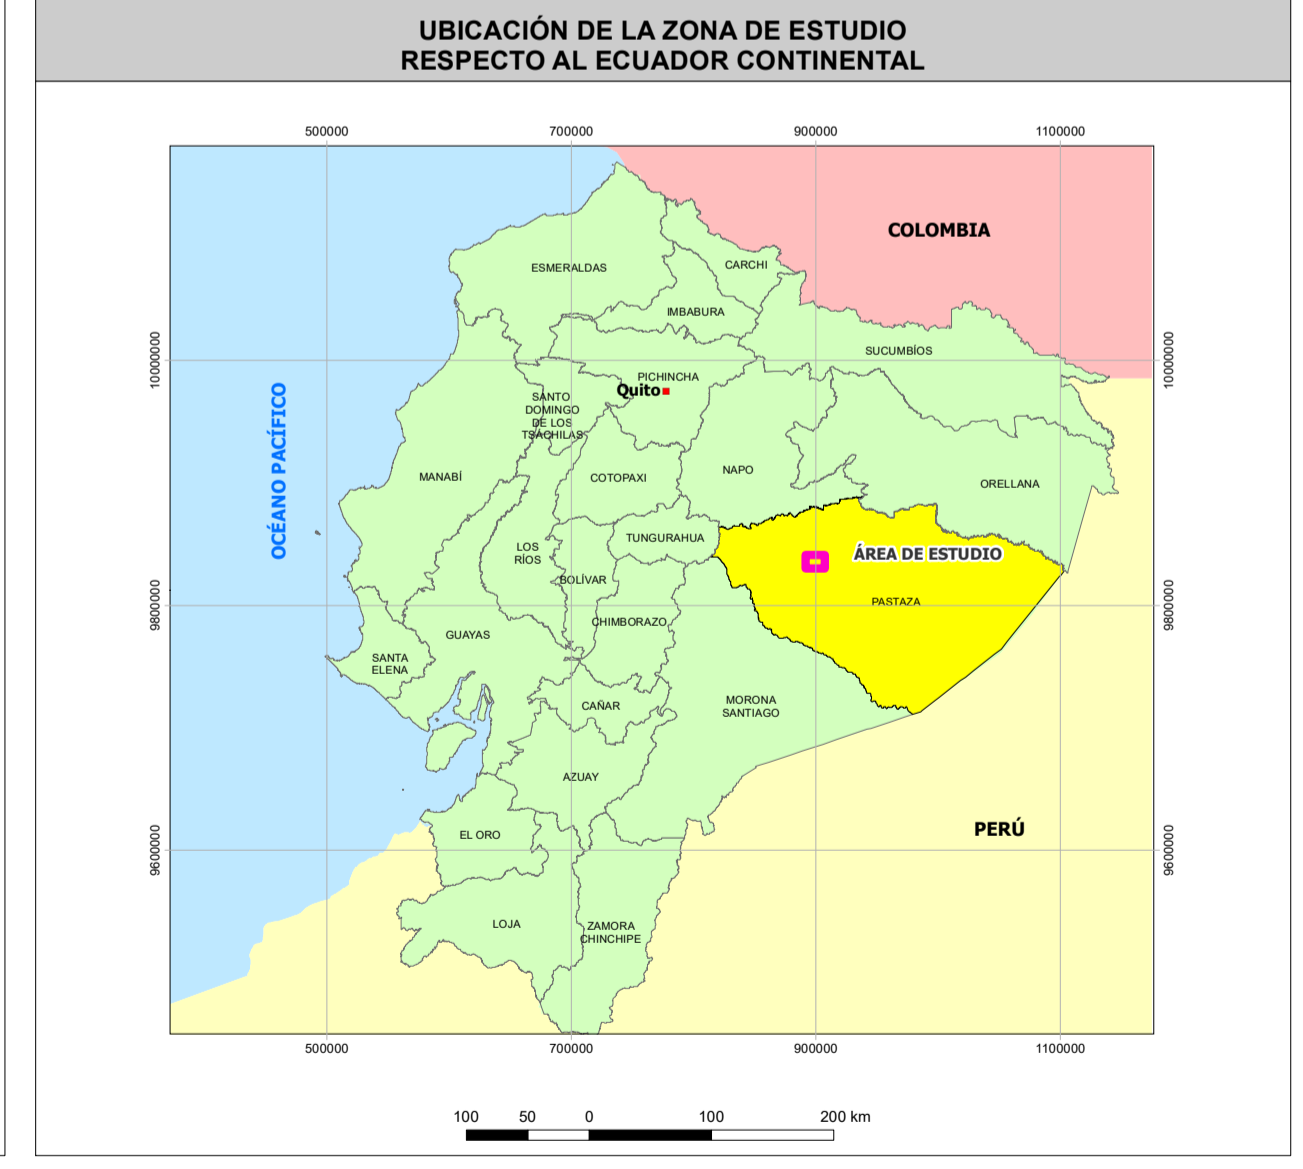 UBICACIÓN DE LA ZONA DE ESTUDIO
RESPECTO AL ECUADOR CONTINENTAL
500000
700000
900000
1100000
COLOMBIA
CARCHI
ESMERALDAS
IMBABURA
10000000
10000000
SUCUMBÍOS
PICHINCHA
Quito
SANTO
DOMINGO
DE LOS
TSÁCHILAS
OCÉANO PACÍFICO
MANABÍ
COTOPAXI
NAPO
ORELLANA
TUNGURAHUA
LOS
RÍOS
ÁREA DE ESTUDIO
BOLÍVAR
PASTAZA
9800000
9800000
CHIMBORAZO
GUAYAS
SANTA
ELENA
MORONA
SANTIAGO
CAÑAR
AZUAY
PERÚ
EL ORO
9600000
9600000
LOJA
ZAMORA
CHINCHIPE
500000
700000
900000
1100000
100
50
0
100
200 km